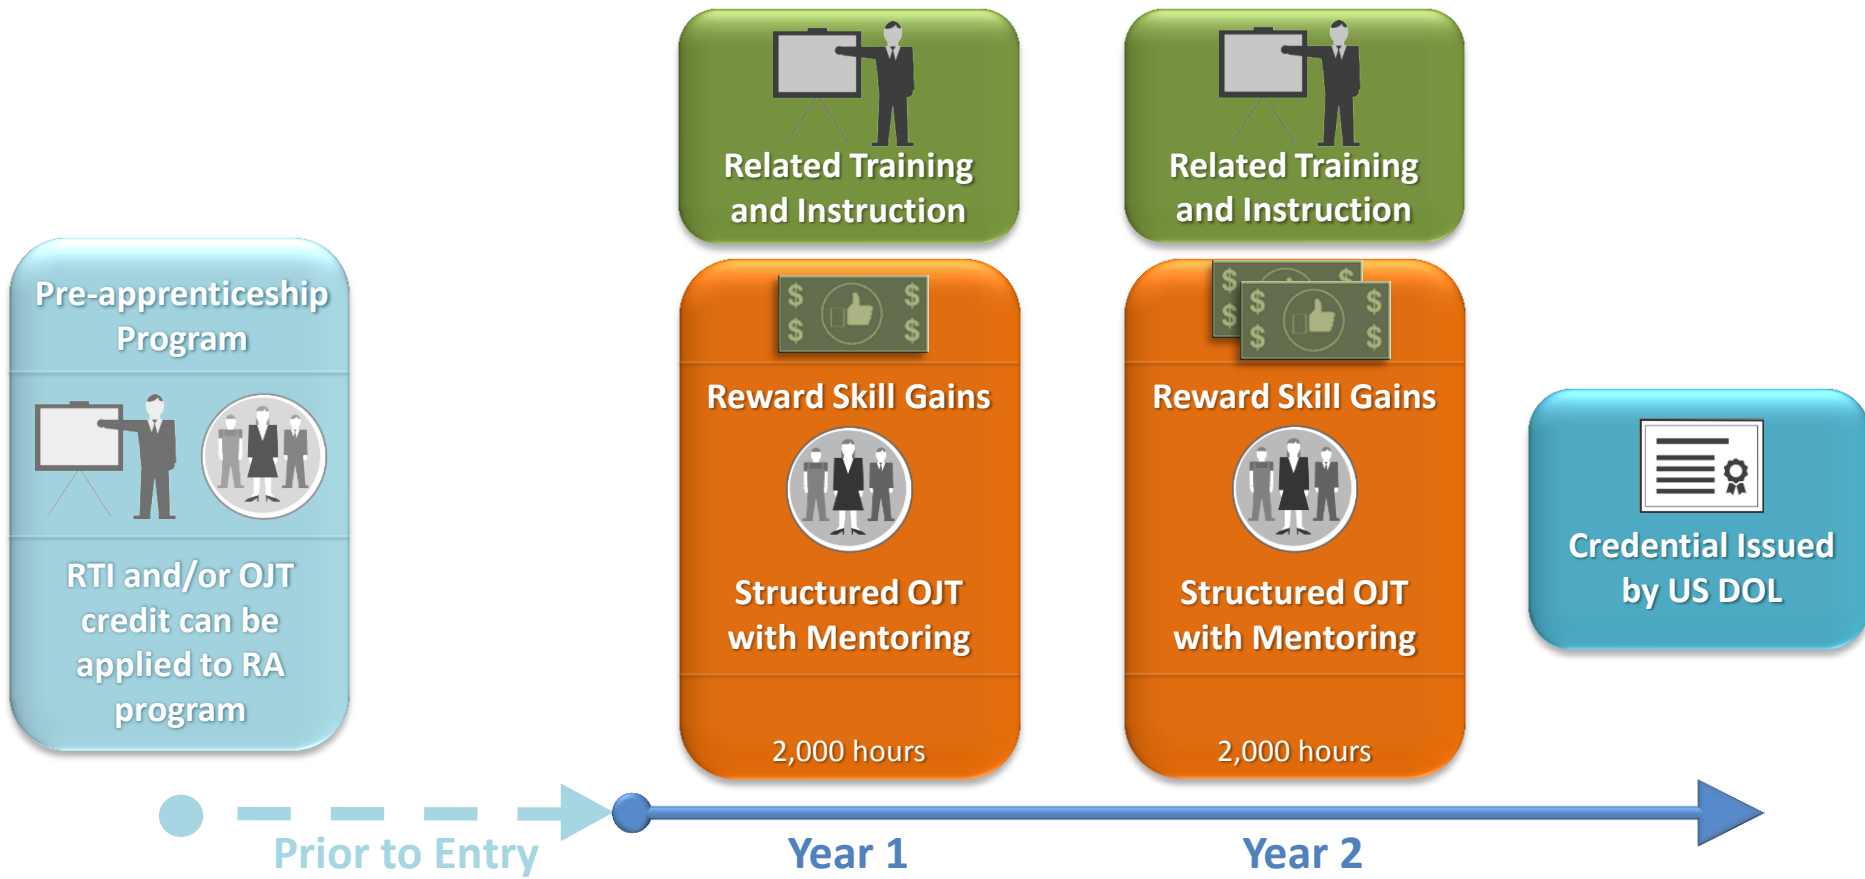 Pre-apprenticeship
Program
RTI and/or OJT
credit can be
applied to RA
program
Related Training
and Instruction
$ $
$ $
Reward Skill Gains
Structured OJT
with Mentoring
2,000 hours
Related Training
and Instruction
$ $
$
$ $
$ $
Reward Skill Gains
Structured OJT
with Mentoring
2,000 hours
Credential Issued
by US DOL
Prior to Entry
Year 1
Year 2